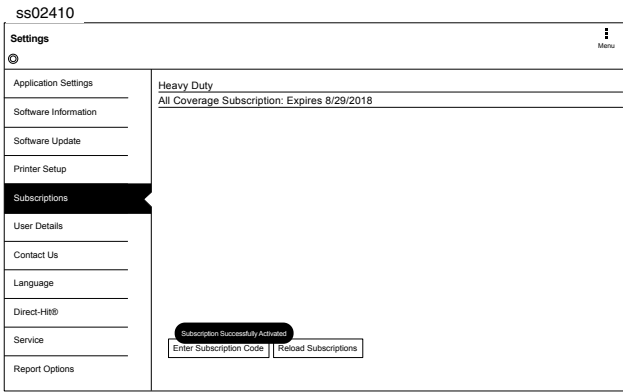 ss02410
Settings
Menu
Application Settings
Software Information
Software Update
Printer Setup
Subscriptions
User Details
Contact Us
Language
Direct-Hit®
Service
Report Options
Heavy Duty
All Coverage Subscription: Expires 8/29/2018
Subscription Successfully Activated
Enter Subscription Code
Reload Subscriptions